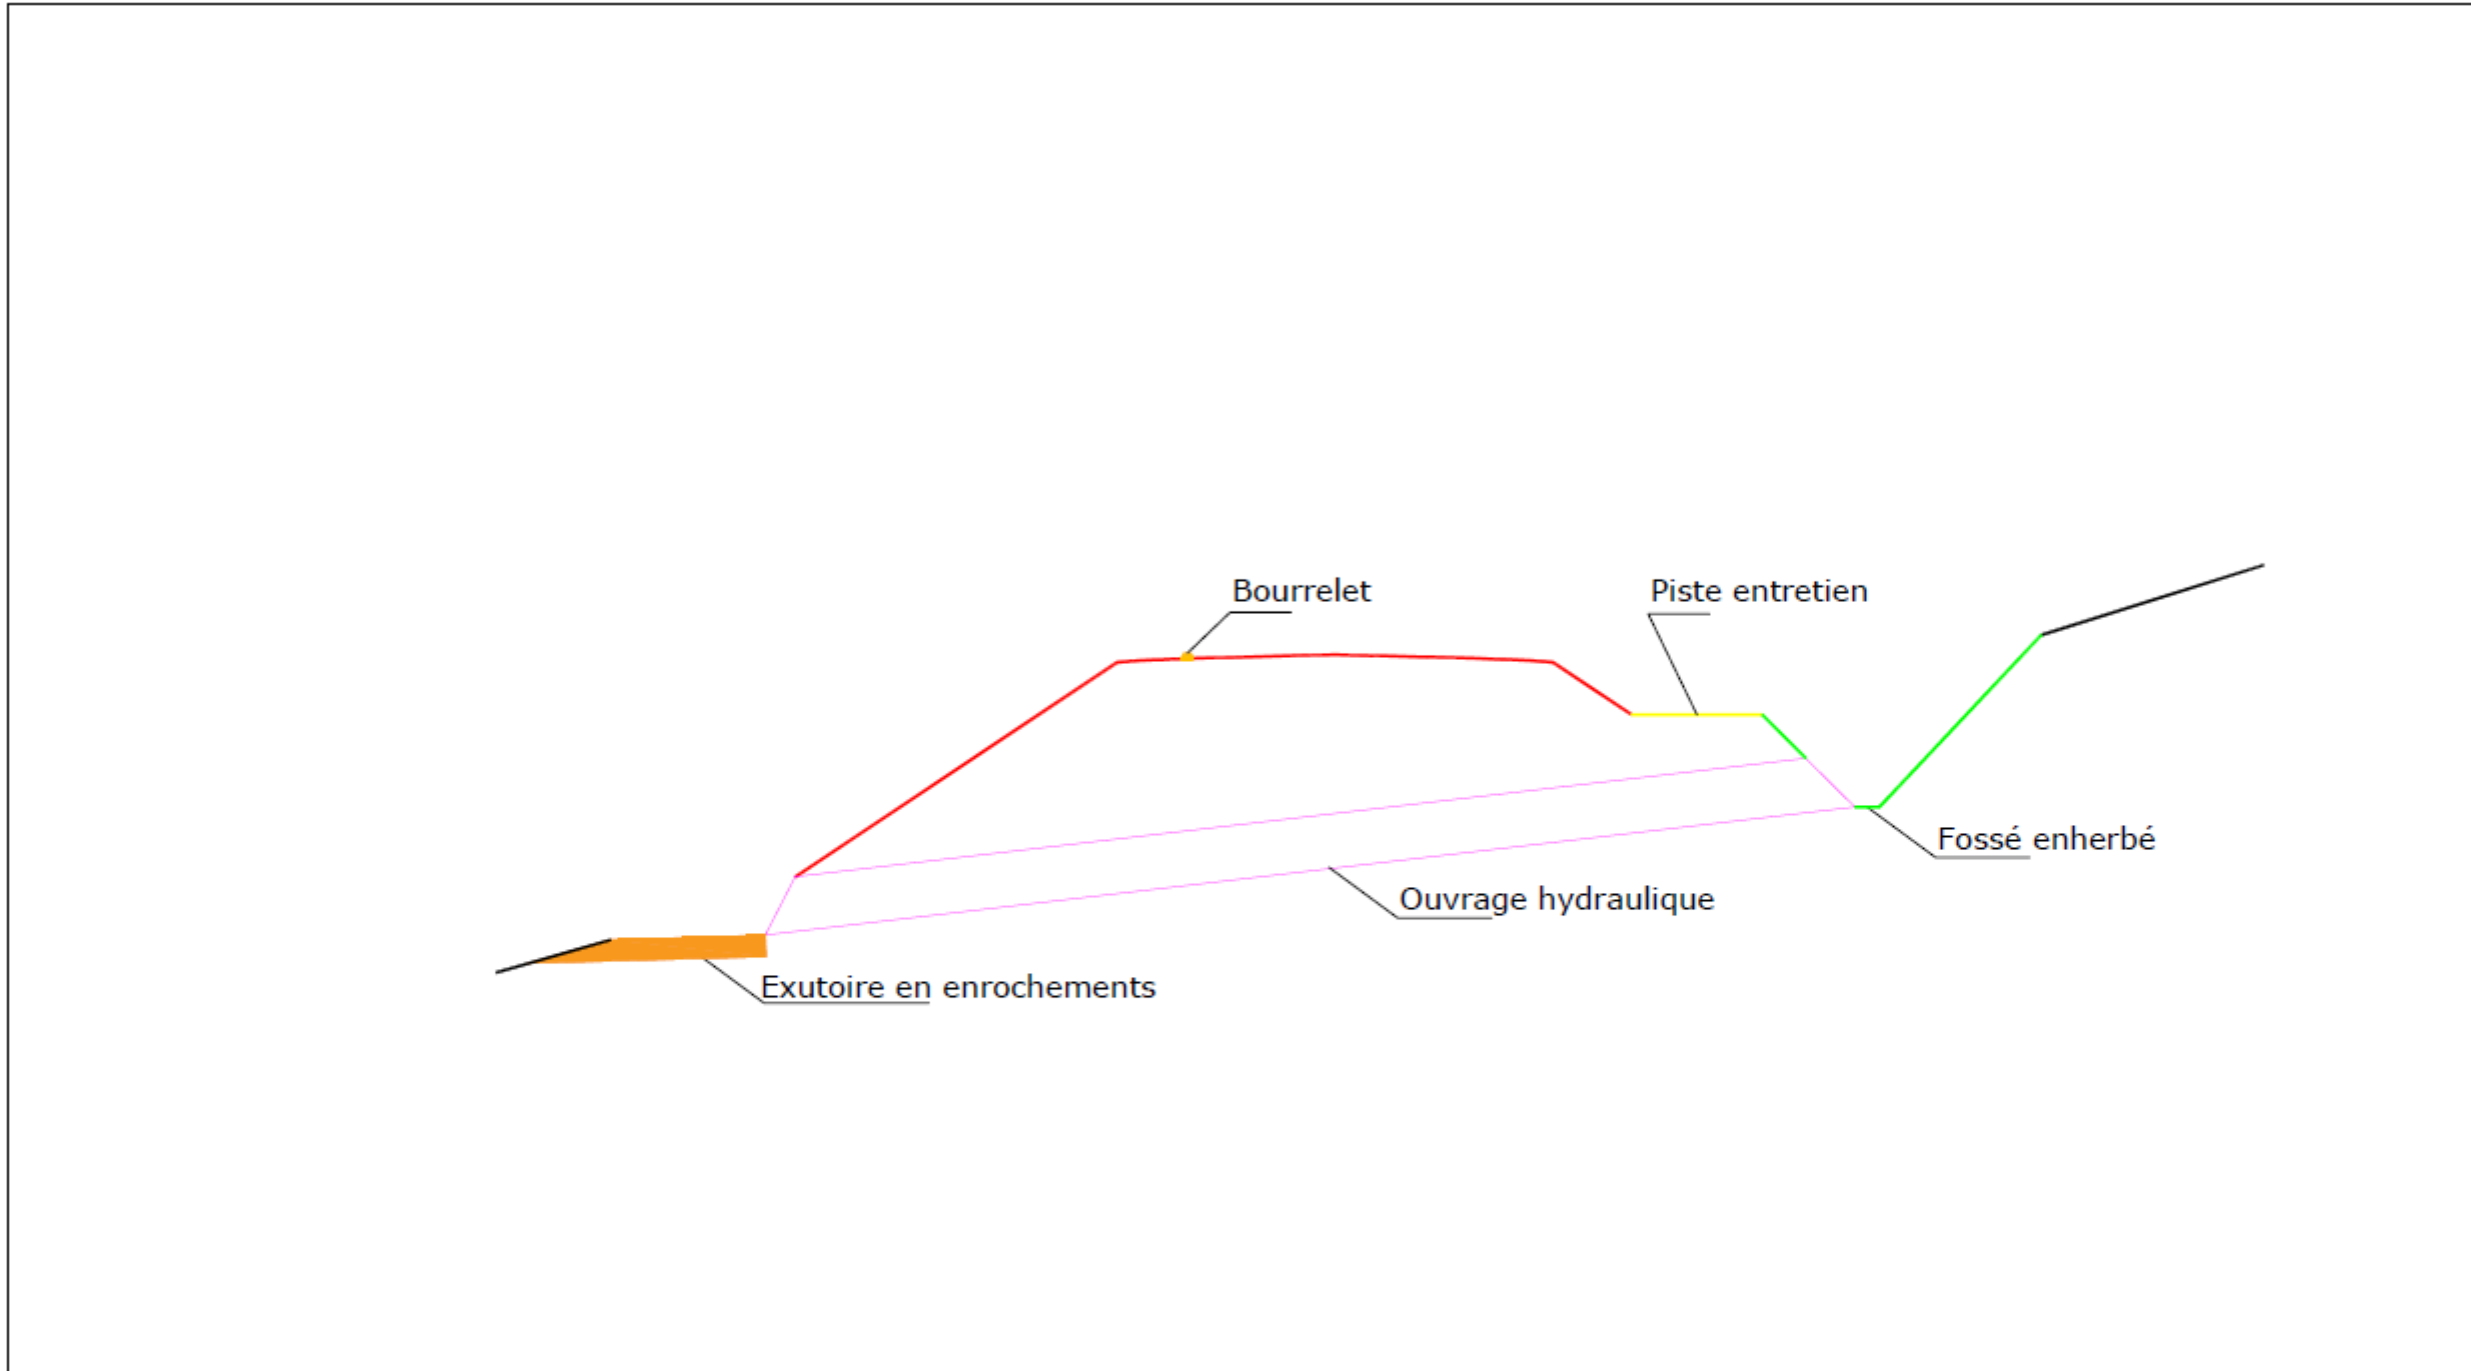 Bourrelet
Piste entretien
Fossé enherbé
Ouvrage hydraulique
Exutoire en enrochements